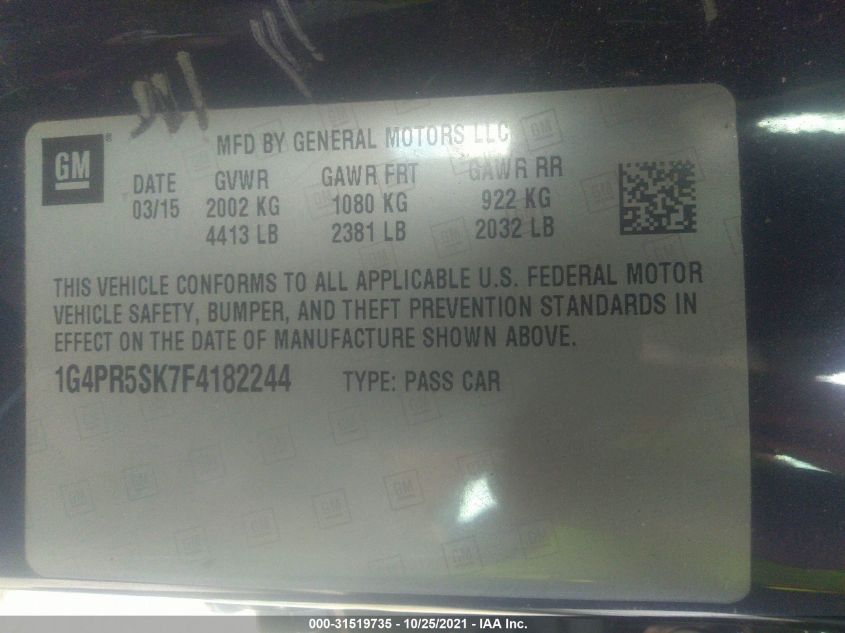 GM ®
MFD BY GENERAL MOTORS LLC
DATE GVWR GAWR FRT GAWR RR
03/15 2002 KG 1080 KG 922 KG
4413 LB 2381 LB 2032 LB
THIS VEHICLE CONFORMS TO ALL APPLICABLE U.S. FEDERAL MOTOR
VEHICLE SAFETY, BUMPER, AND THEFT PREVENTION STANDARDS IN
EFFECT ON THE DATE OF MANUFACTURE SHOWN ABOVE.
1G4PR5SK7F4182244 TYPE: PASS CAR
000-31519735 - 10/25/2021 - IAA Inc.